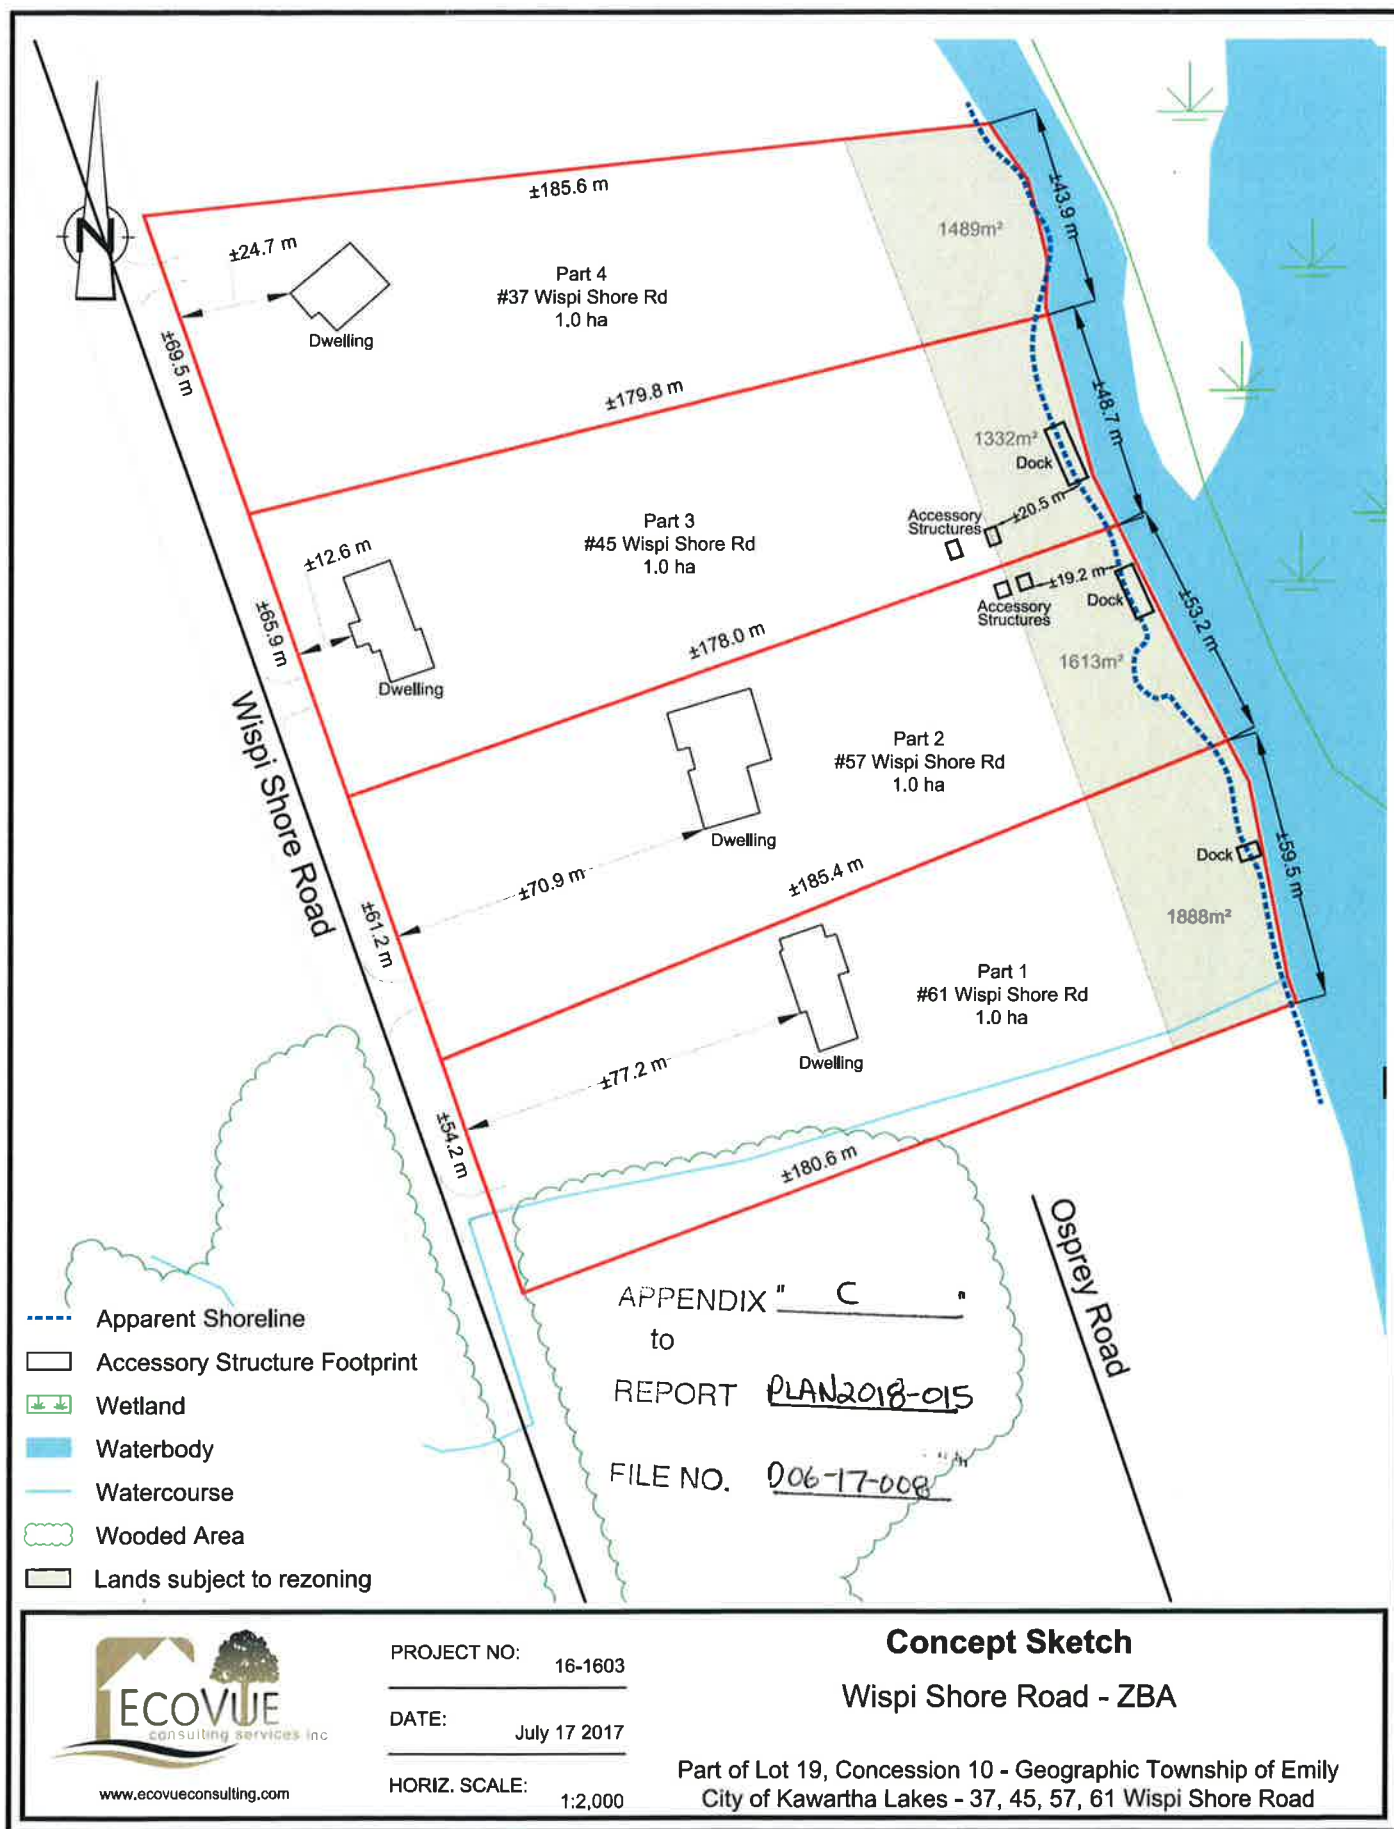 ±185.6 m
±43.9 m
1489m²
N
±24.7 m
Part 4
#37 Wispi Shore Rd
1.0 ha
Dwelling
±69.5 m
±179.8 m
±48.7 m
1332m²
Dock
±20.5 m
Accessory
Structures
Part 3
#45 Wispi Shore Rd
1.0 ha
±12.6 m
±19.2 m
Dock
Accessory
Structures
±53.2 m
±65.9 m
±178.0 m
1613m²
Dwelling
Wispi Shore Road
Part 2
#57 Wispi Shore Rd
1.0 ha
Dwelling
Dock
±59.5 m
±185.4 m
±70.9 m
±61.2 m
1888m²
Part 1
#61 Wispi Shore Rd
1.0 ha
Dwelling
±77.2 m
±54.2 m
±180.6 m
Osprey Road
APPENDIX " C "
to
REPORT PLAN2018-015
FILE NO. D06-17-008
Apparent Shoreline
Accessory Structure Footprint
Wetland
Waterbody
Watercourse
Wooded Area
Lands subject to rezoning
ECOVUE
consulting services inc
www.ecovueconsulting.com
PROJECT NO: 16-1603
DATE: July 17 2017
HORIZ. SCALE: 1:2,000
Concept Sketch
Wispi Shore Road - ZBA
Part of Lot 19, Concession 10 - Geographic Township of Emily
City of Kawartha Lakes - 37, 45, 57, 61 Wispi Shore Road